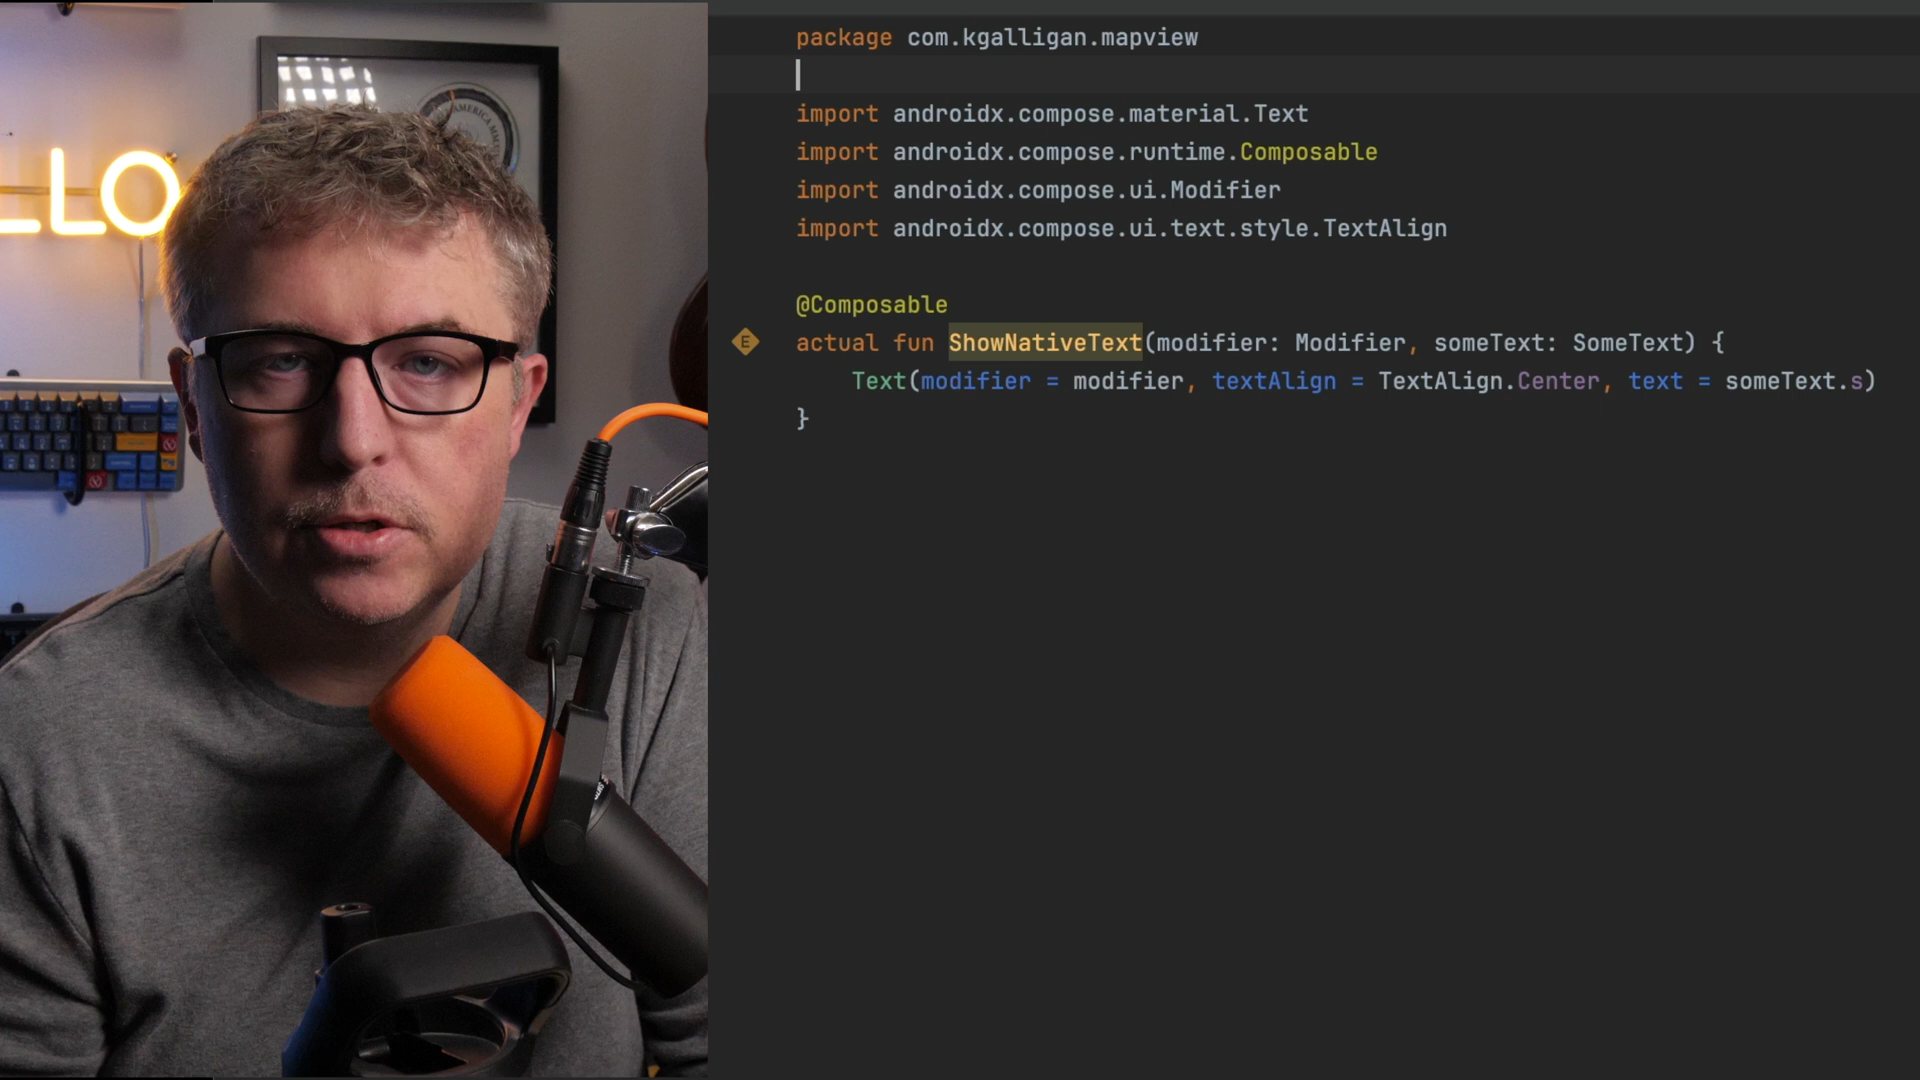 LLO
AMERICA
package com.kgalligan.mapview
import androidx.compose.material.Text
import androidx.compose.runtime.Composable
import androidx.compose.ui.Modifier
import androidx.compose.ui.text.style.TextAlign
@Composable
E
actual fun ShowNativeText(modifier: Modifier, someText: SomeText) {
Text(modifier = modifier, textAlign = TextAlign.Center, text = someText.s)
}